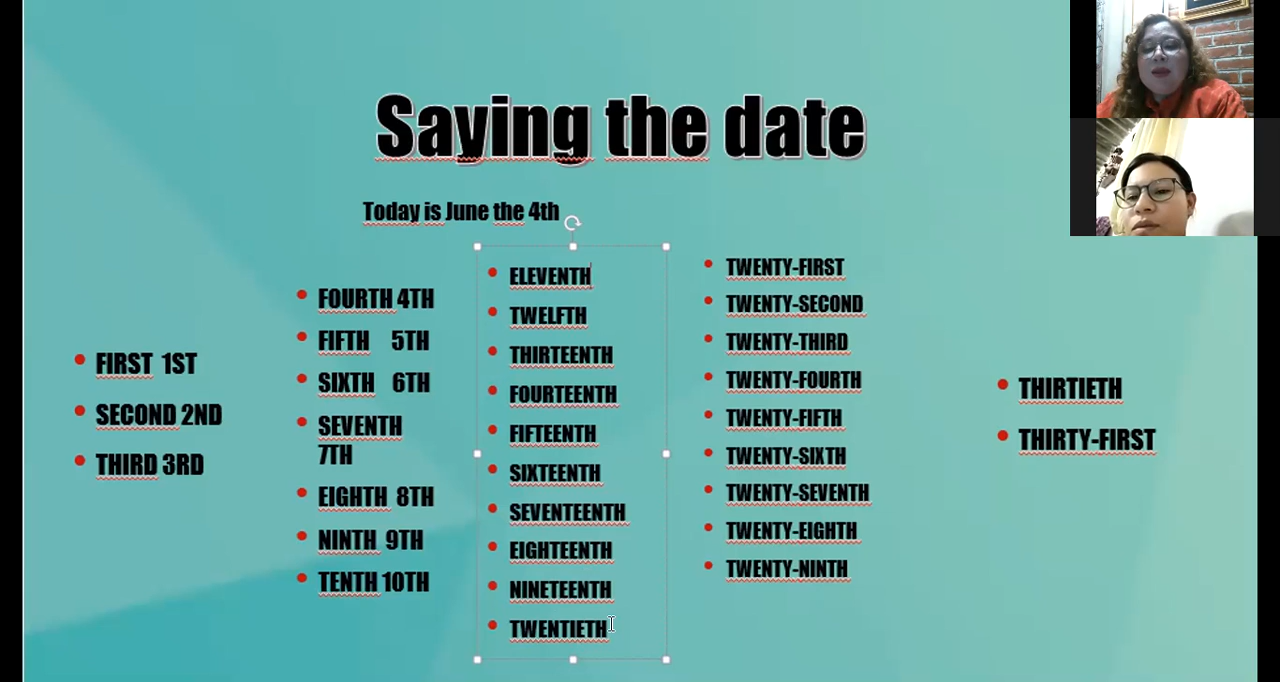 Saying the date
Today is June the 4th
FIRST 1ST
SECOND 2ND
THIRD 3RD
FOURTH 4TH
FIFTH 5TH
SIXTH 6TH
SEVENTH
7TH
EIGHTH 8TH
NINTH 9TH
TENTH 10TH
ELEVENTH
TWELFTH
THIRTEENTH
FOURTEENTH
FIFTEENTH
SIXTEENTH
SEVENTEENTH
EIGHTEENTH
NINETEENTH
TWENTIETH
TWENTY-FIRST
TWENTY-SECOND
TWENTY-THIRD
TWENTY-FOURTH
TWENTY-FIFTH
TWENTY-SIXTH
TWENTY-SEVENTH
TWENTY-EIGHTH
TWENTY-NINTH
THIRTIETH
THIRTY-FIRST